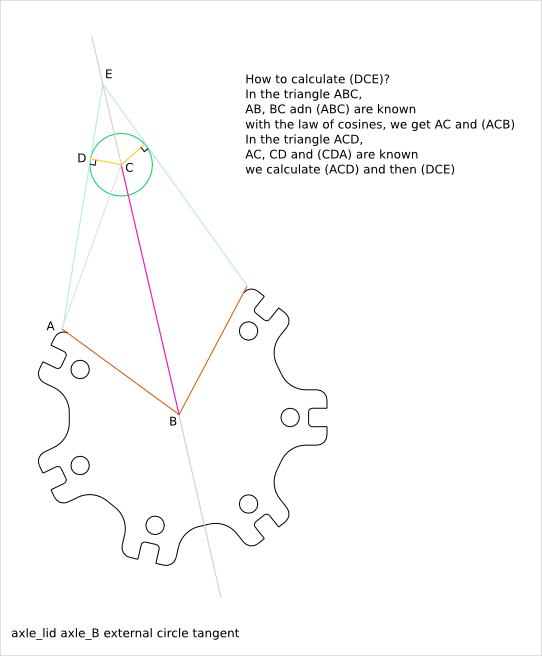 E
How to calculate (DCE)?
In the triangle ABC,
AB, BC adn (ABC) are known
with the law of cosines, we get AC and (ACB)
In the triangle ACD,
AC, CD and (CDA) are known
we calculate (ACD) and then (DCE)
D
C
A
B
axle_lid axle_B external circle tangent